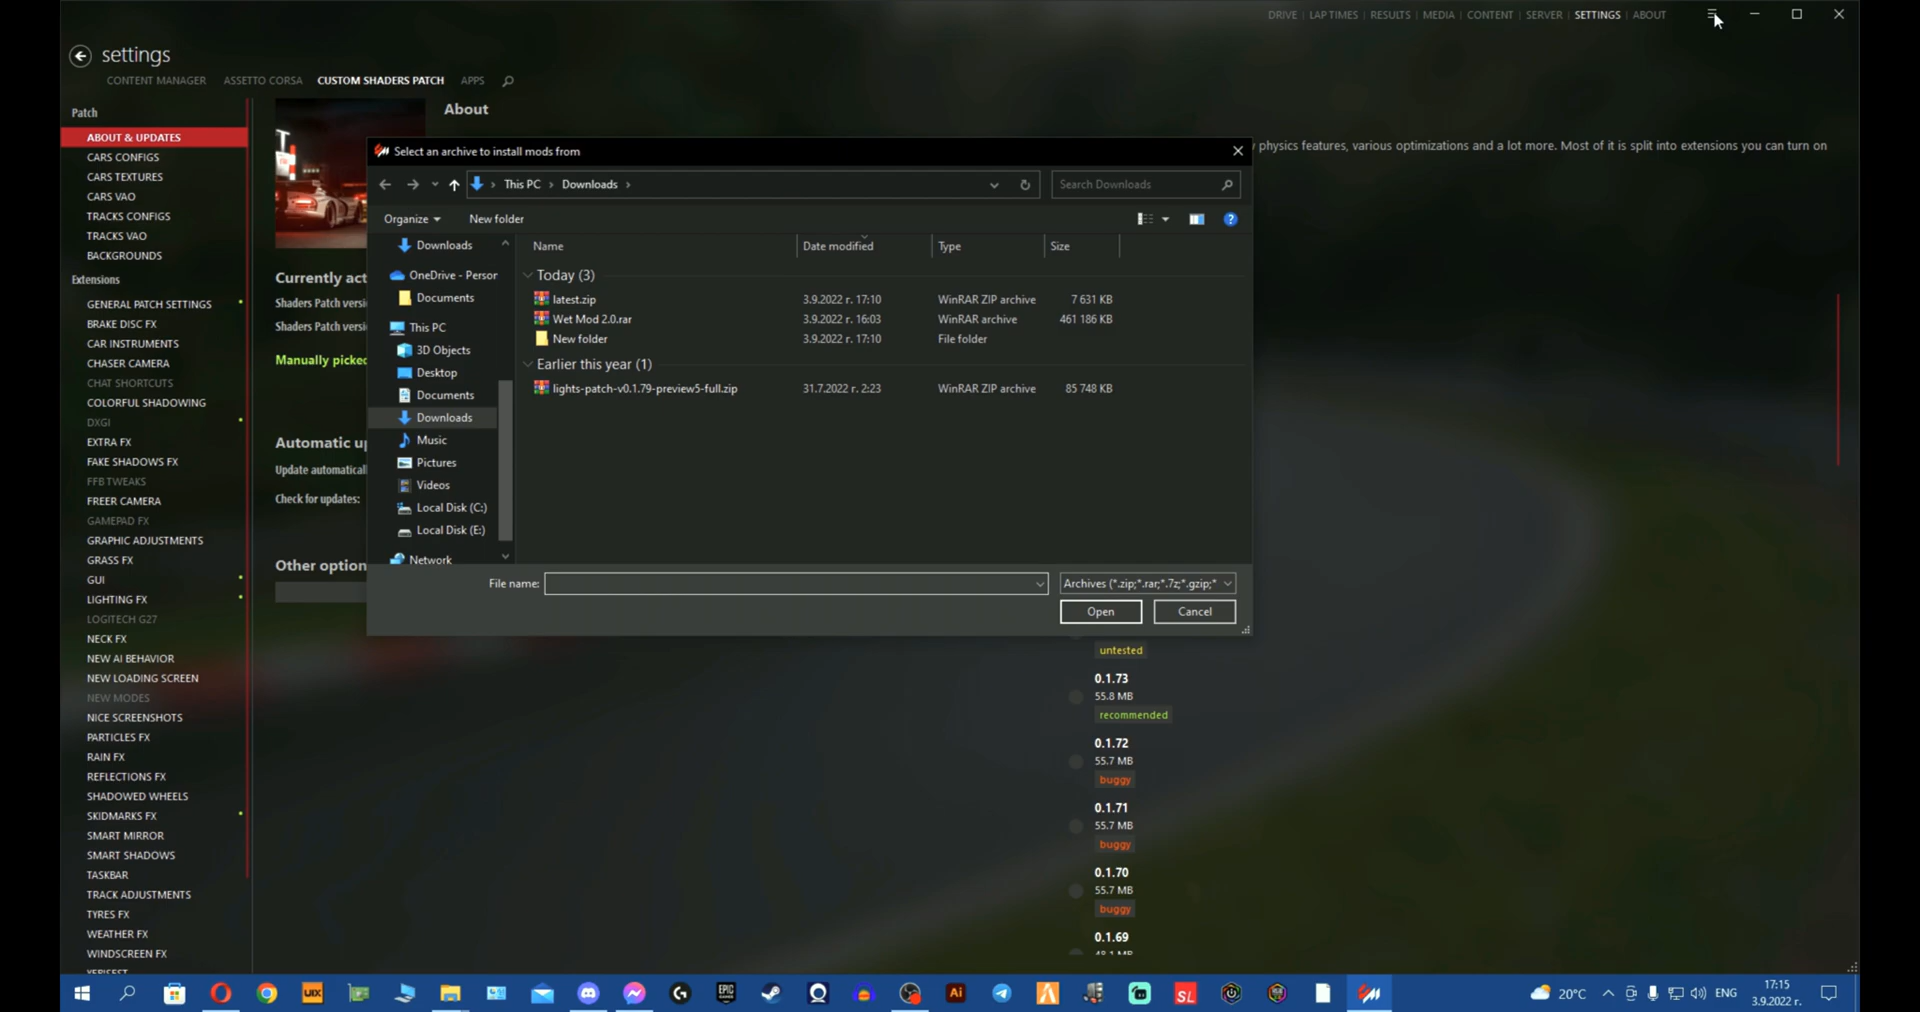 DRIVE | LAP TIMES | RESULTS | MEDIA | CONTENT | SERVER | SETTINGS | ABOUT
settings
CONTENT MANAGER ASSETTO CORSA CUSTOM SHADERS PATCH APPS
Patch
ABOUT & UPDATES
CARS CONFIGS
CARS TEXTURES
CARS VAO
TRACKS CONFIGS
TRACKS VAO
BACKGROUNDS
Extensions
GENERAL PATCH SETTINGS
BRAKE DISC FX
CAR INSTRUMENTS
CHASER CAMERA
CHAT SHORTCUTS
COLORFUL SHADOWING
DXGI
EXTRA FX
FAKE SHADOWS FX
FFB TWEAKS
FREER CAMERA
GAMEPAD FX
GRAPHIC ADJUSTMENTS
GRASS FX
GUI
LIGHTING FX
LOGITECH G27
NECK FX
NEW AI BEHAVIOR
NEW LOADING SCREEN
NEW MODES
NICE SCREENSHOTS
PARTICLES FX
RAIN FX
REFLECTIONS FX
SHADOWED WHEELS
SKIDMARKS FX
SMART MIRROR
SMART SHADOWS
TASKBAR
TRACK ADJUSTMENTS
TYRES FX
WEATHER FX
WINDSCREEN FX
About
physics features, various optimizations and a lot more. Most of it is split into extensions you can turn on
Currently act
Shaders Patch versi
Shaders Patch versi
Manually picked
Automatic up
Update automatical
Check for updates:
Other option
Select an archive to install mods from
This PC > Downloads >
Search Downloads
Organize
New folder
Downloads
OneDrive - Person
Documents
This PC
3D Objects
Desktop
Documents
Downloads
Music
Pictures
Videos
Local Disk (C:)
Local Disk (E:)
Network
Name Date modified Type Size
Today (3)
latest.zip 3.9.2022 г. 17:10 WinRAR ZIP archive 7 631 KB
Wet Mod 2.0.rar 3.9.2022 г. 16:03 WinRAR archive 461 186 KB
New folder 3.9.2022 г. 17:10 File folder
Earlier this year (1)
lights-patch-v0.1.79-preview5-full.zip 31.7.2022 г. 2:23 WinRAR ZIP archive 85 748 KB
File name:
Archives (*.zip;*.rar;*.7z;*.gzip;*
Open
Cancel
untested
0.1.73
55.8 MB
recommended
0.1.72
55.7 MB
buggy
0.1.71
55.7 MB
buggy
0.1.70
55.7 MB
buggy
0.1.69
UIX
EPIC GAMES
Ai
SL
20°C
ENG
17:15
3.9.2022 г.